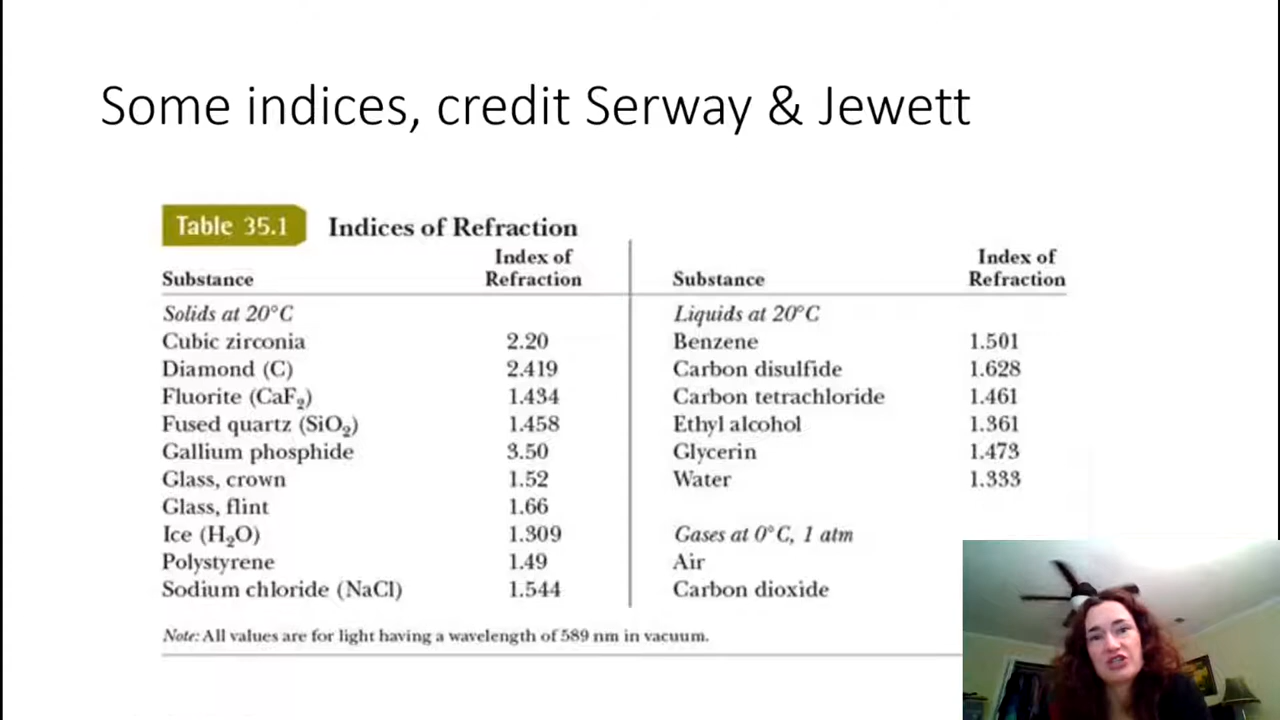 Some indices, credit Serway & Jewett
Table 35.1 Indices of Refraction
Substance Index of Refraction
Solids at 20°C
Cubic zirconia 2.20
Diamond (C) 2.419
Fluorite (CaF₂) 1.434
Fused quartz (SiO₂) 1.458
Gallium phosphide 3.50
Glass, crown 1.52
Glass, flint 1.66
Ice (H₂O) 1.309
Polystyrene 1.49
Sodium chloride (NaCl) 1.544
Substance Index of Refraction
Liquids at 20°C
Benzene 1.501
Carbon disulfide 1.628
Carbon tetrachloride 1.461
Ethyl alcohol 1.361
Glycerin 1.473
Water 1.333
Gases at 0°C, 1 atm
Air
Carbon dioxide
Note: All values are for light having a wavelength of 589 nm in vacuum.